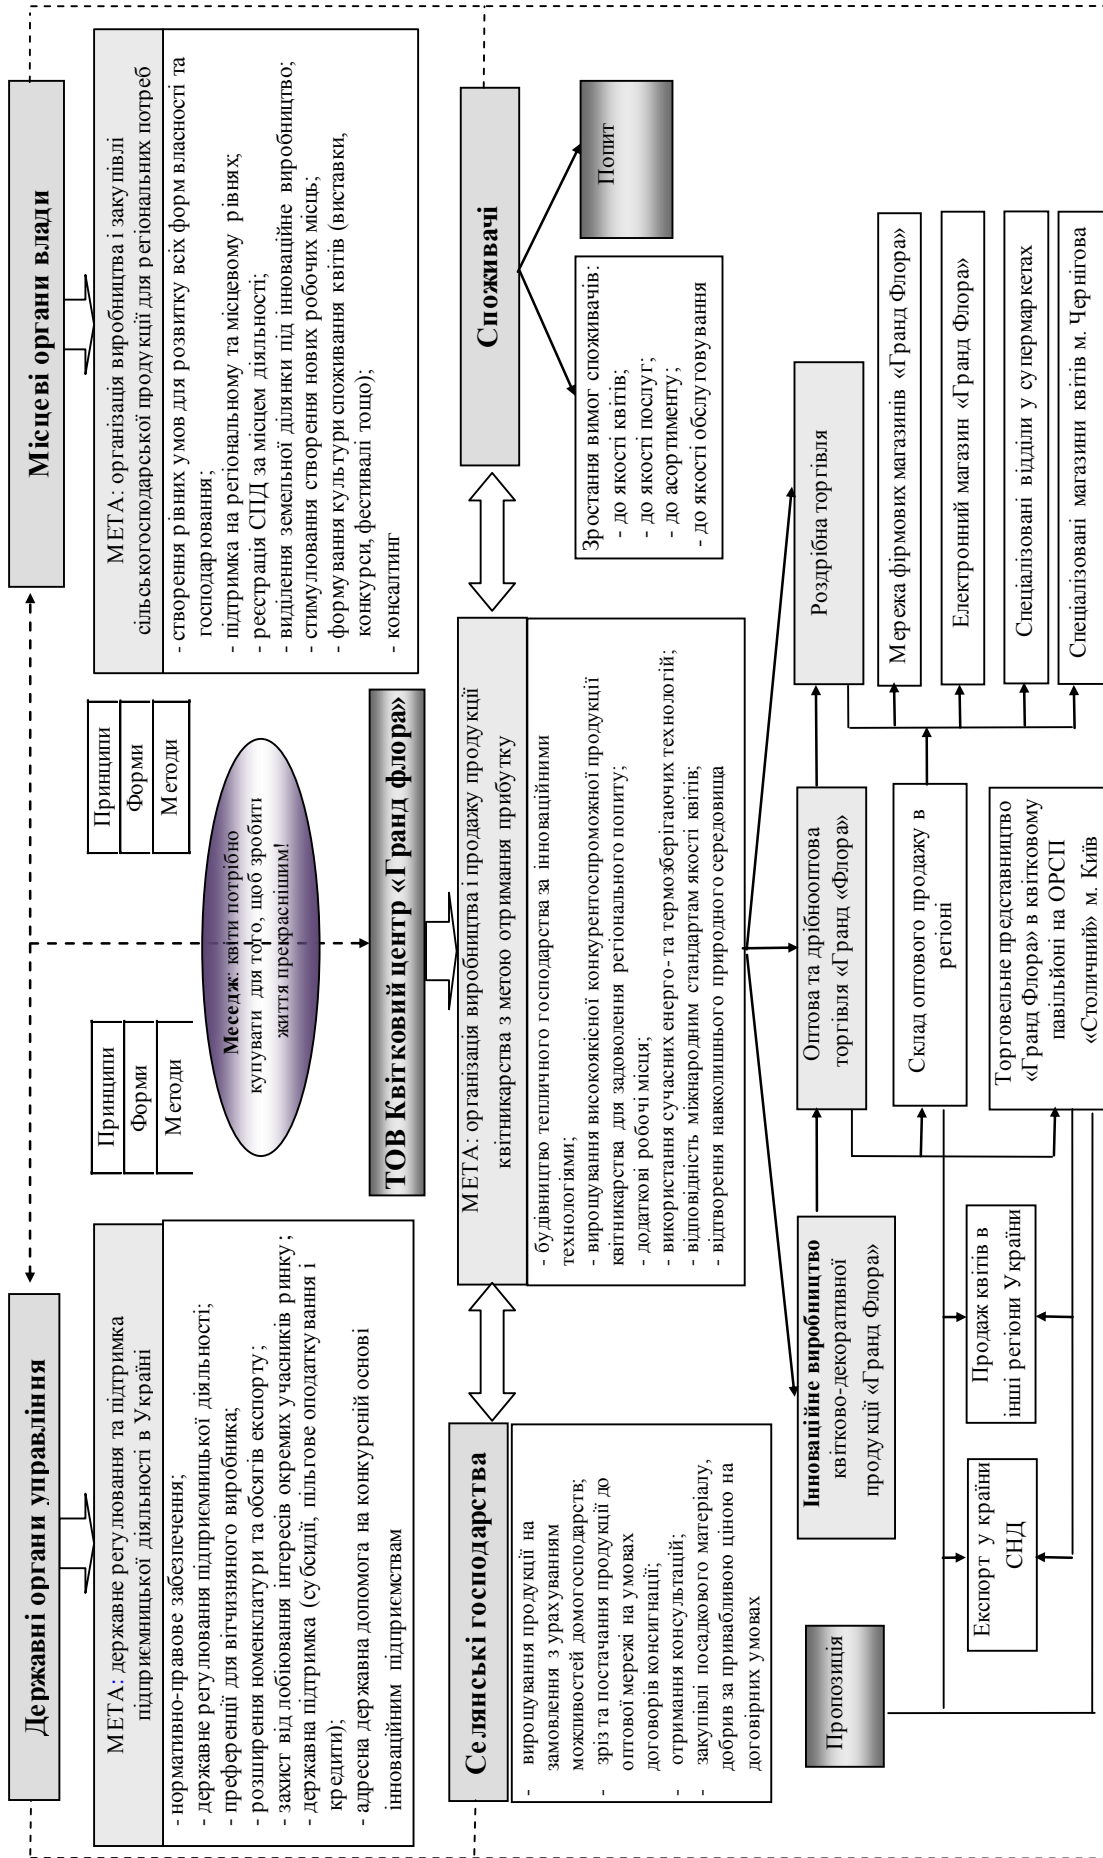 Державні органи управління
МЕТА: державне регулювання та підтримка
підприємницької діяльності в Україні
- нормативно-правове забезпечення;
- державне регулювання підприємницької діяльності;
- преференції для вітчизняного виробника;
- розширення номенклатури та обсягів експорту;
- захист від лобіювання інтересів окремих учасників ринку;
- державна підтримка (субсидії, пільгове оподаткування і
кредити);
- адресна державна допомога на конкурсній основі
інноваційним підприємствам
Принципи
Форми
Методи
Принципи
Форми
Методи
Меседж: квіти потрібно
купувати для того, щоб зробити
життя прекраснішим!
Місцеві органи влади
МЕТА: організація виробництва і закупівлі
сільськогосподарської продукції для регіональних потреб
- створення рівних умов для розвитку всіх форм власності та
господарювання;
- підтримка на регіональному та місцевому рівнях;
- реєстрація СПД за місцем діяльності;
- виділення земельної ділянки під інноваційне виробництво;
- стимулювання створення нових робочих місць;
- формування культури споживання квітів (виставки,
конкурси, фестивалі тощо);
- консалтинг
ТОВ Квітковий центр «Гранд флора»
МЕТА: організація виробництва і продажу продукції
квітникарства з метою отримання прибутку
- будівництво тепличного господарства за інноваційними
технологіями;
- вирощування високоякісної конкурентоспроможної продукції
квітникарства для задоволення регіонального попиту;
- додаткові робочі місця;
- використання сучасних енерго- та термозберігаючих технологій;
- відповідність міжнародним стандартам якості квітів;
- відтворення навколишнього природного середовища
Селянські господарства
- вирощування продукції на
замовлення з урахуванням
можливостей домогосподарств;
- зріз та постачання продукції до
оптової мережі на умовах
договорів консигнації;
- отримання консультацій;
- закупівлі посадкового матеріалу,
добрив за привабливою ціною на
договірних умовах
Споживачі
Зростання вимог споживачів:
- до якості квітів;
- до якості послуг;
- до асортименту;
- до якості обслуговування
Попит
Пропозиція
Інноваційне виробництво
квітково-декоративної
продукції «Гранд Флора»
Оптова та дрібнооптова
торгівля «Гранд «Флора»
Роздрібна торгівля
Експорт у країни
СНД
Продаж квітів в
інші регіони України
Склад оптового продажу в
регіоні
Торговельне представництво
«Гранд Флора» в квітковому
павільйоні на ОРСП
«Столичний» м. Київ
Мережа фірмових магазинів «Гранд Флора»
Електронний магазин «Гранд Флора»
Спеціалізовані відділи у супермаркетах
Спеціалізовані магазини квітів м. Чернігова